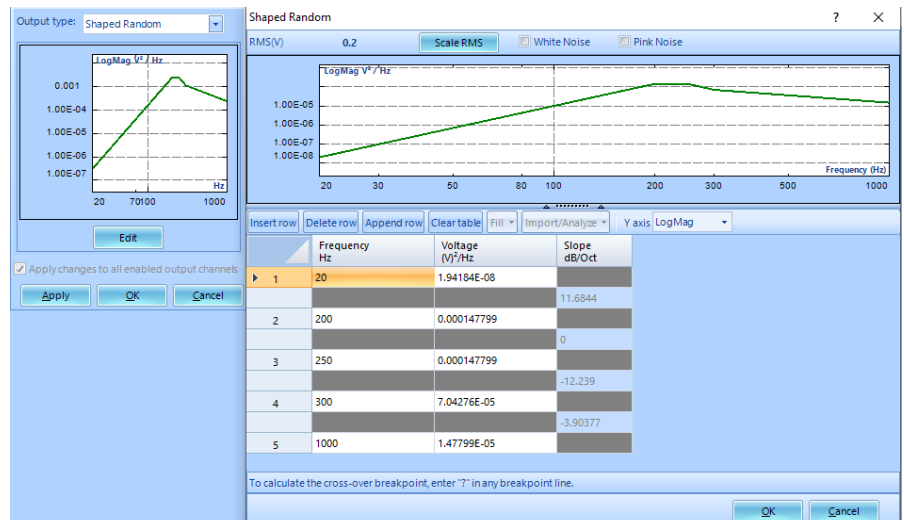 Output type: Shaped Random
LogMag V² / Hz
0.001
1.00E-04
1.00E-05
1.00E-06
1.00E-07
Hz
20 70100 1000
Edit
Apply changes to all enabled output channels
Apply OK Cancel
Shaped Random ? ×
RMS(V) 0.2 Scale RMS White Noise Pink Noise
LogMag V²/ Hz
1.00E-05
1.00E-06
1.00E-07
1.00E-08
Frequency (Hz)
20 30 50 80 100 200 300 500 1000
Insert row Delete row Append row Clear table Fill Import/Analyze Y axis LogMag
Frequency Voltage Slope
Hz (V)²/Hz dB/Oct
1 20 1.94184E-08
11.6844
2 200 0.000147799
0
3 250 0.000147799
-12.239
4 300 7.04276E-05
-3.90377
5 1000 1.47799E-05
To calculate the cross-over breakpoint, enter "?" in any breakpoint line.
OK Cancel